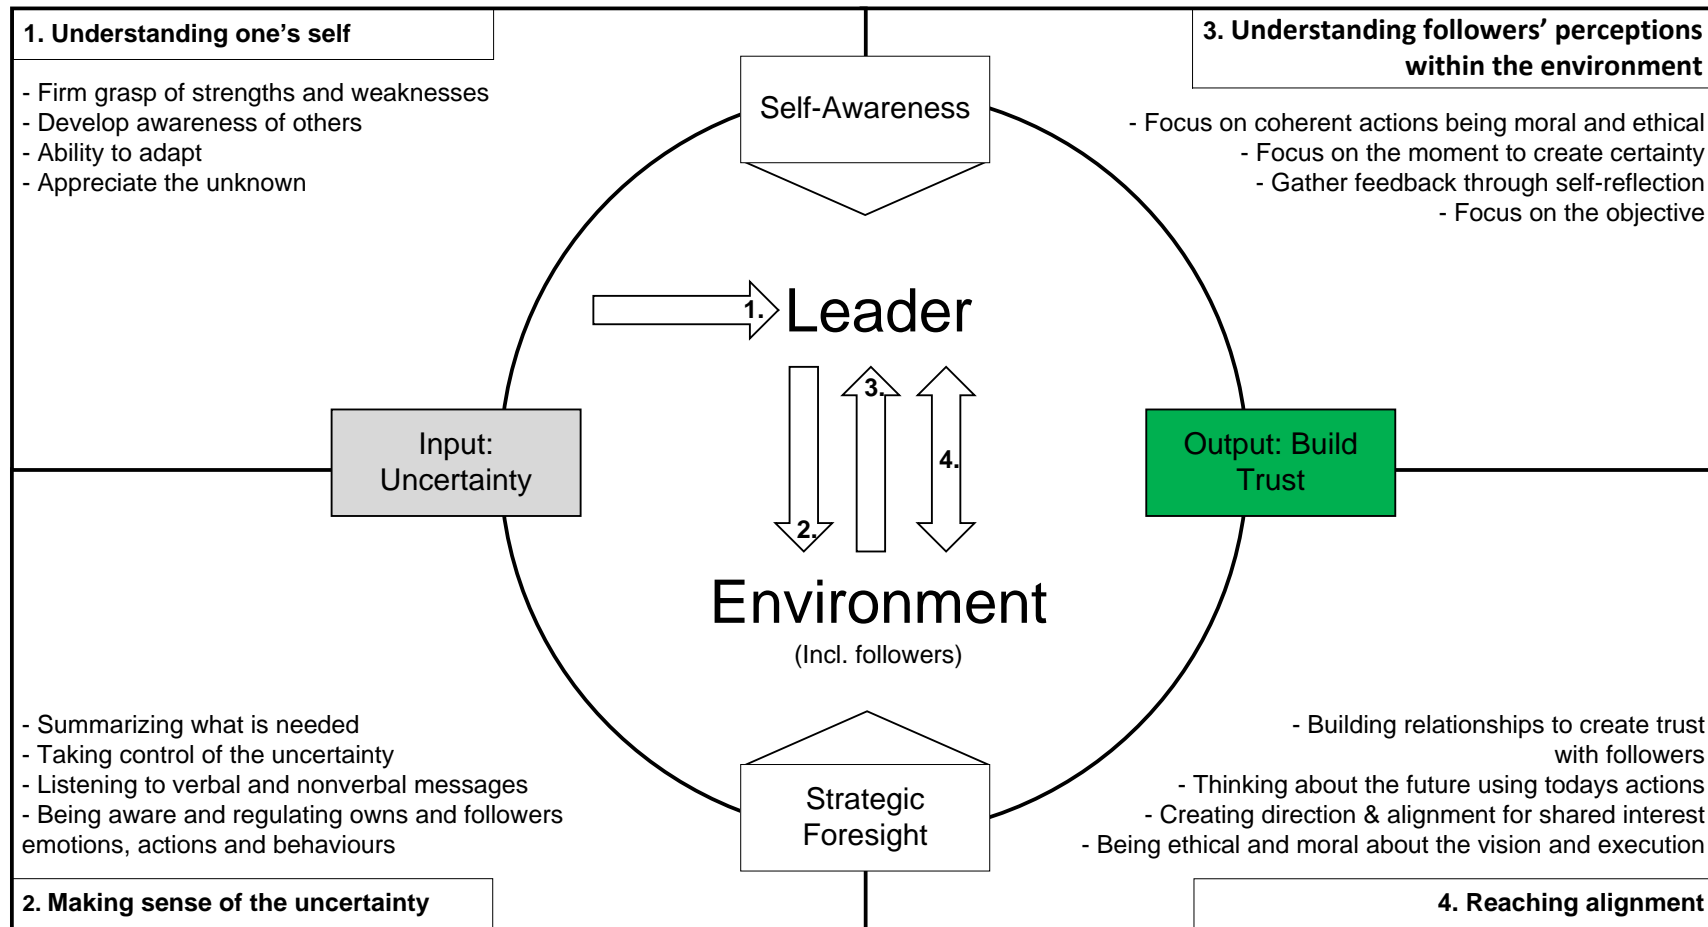 1. Understanding one's self
- Firm grasp of strengths and weaknesses
- Develop awareness of others
- Ability to adapt
- Appreciate the unknown
Self-Awareness
3. Understanding followers’ perceptions
within the environment
- Focus on coherent actions being moral and ethical
- Focus on the moment to create certainty
- Gather feedback through self-reflection
- Focus on the objective
1.
Leader
3.
4.
2.
Input:
Uncertainty
Output: Build
Trust
Environment
(Incl. followers)
- Summarizing what is needed
- Taking control of the uncertainty
- Listening to verbal and nonverbal messages
- Being aware and regulating owns and followers
emotions, actions and behaviours
2. Making sense of the uncertainty
Strategic
Foresight
- Building relationships to create trust
with followers
- Thinking about the future using todays actions
- Creating direction & alignment for shared interest
- Being ethical and moral about the vision and execution
4. Reaching alignment